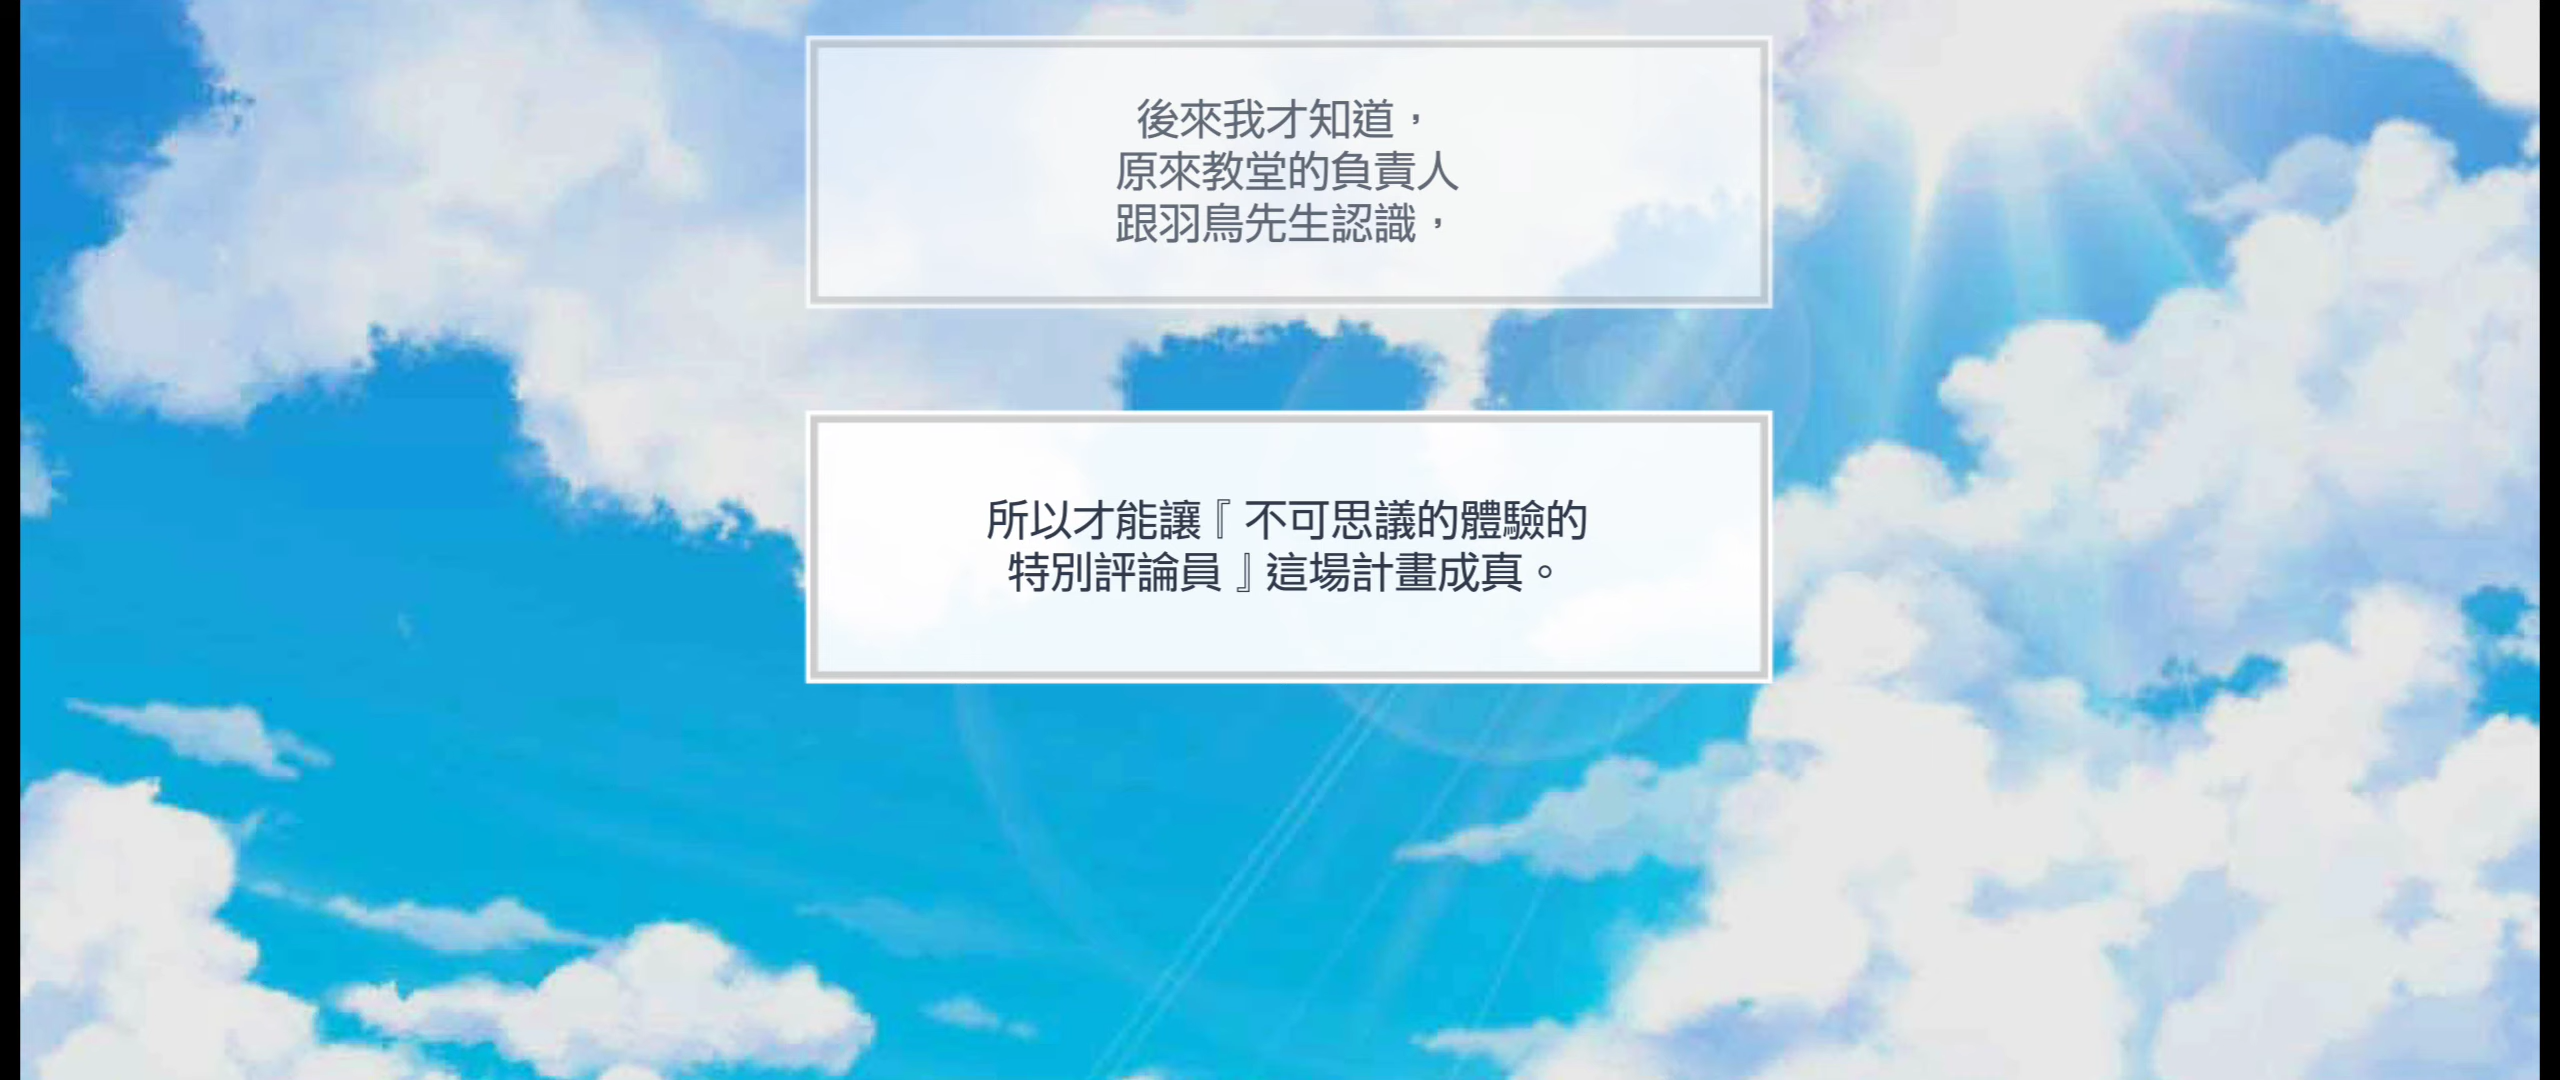 後來我才知道，
原來教堂的負責人
跟羽鳥先生認識，
所以才能讓『不可思議的體驗的
特別評論員』這場計畫成真。